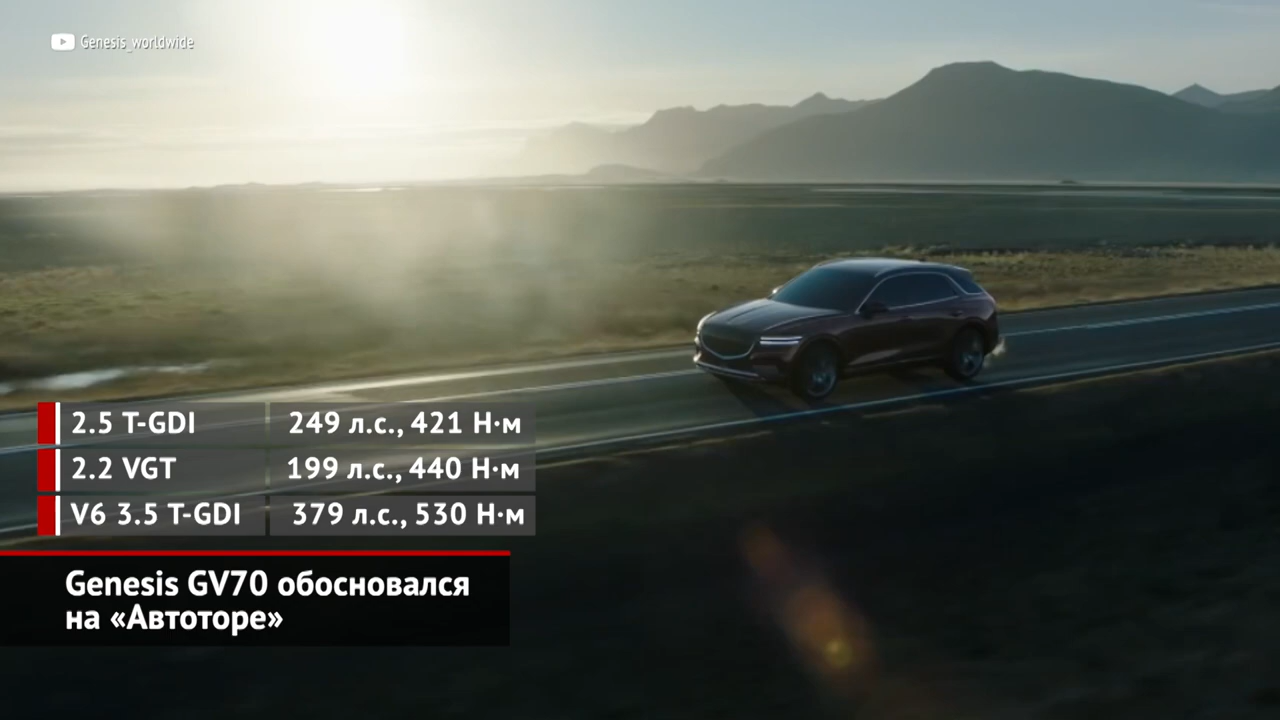 Genesis_worldwide
2.5 T-GDI 249 л.с., 421 Н·м
2.2 VGT 199 л.с., 440 Н·м
V6 3.5 T-GDI 379 л.с., 530 Н·м
Genesis GV70 обосновался
на «Автоторе»